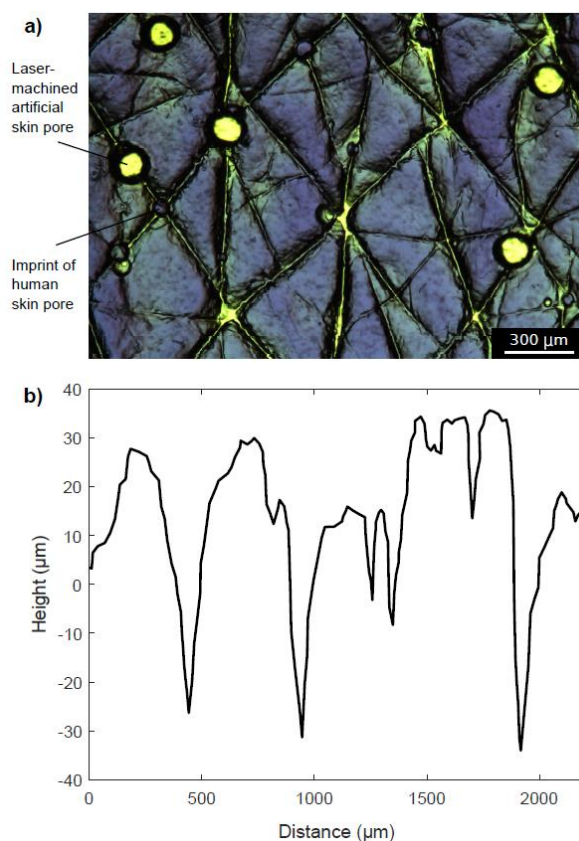 a)
Laser-
machined
artificial
skin pore
Imprint of
human
skin pore
300 µm
b)
40
30
20
10
0
-10
-20
-30
-40
Height (µm)
0 500 1000 1500 2000
Distance (µm)